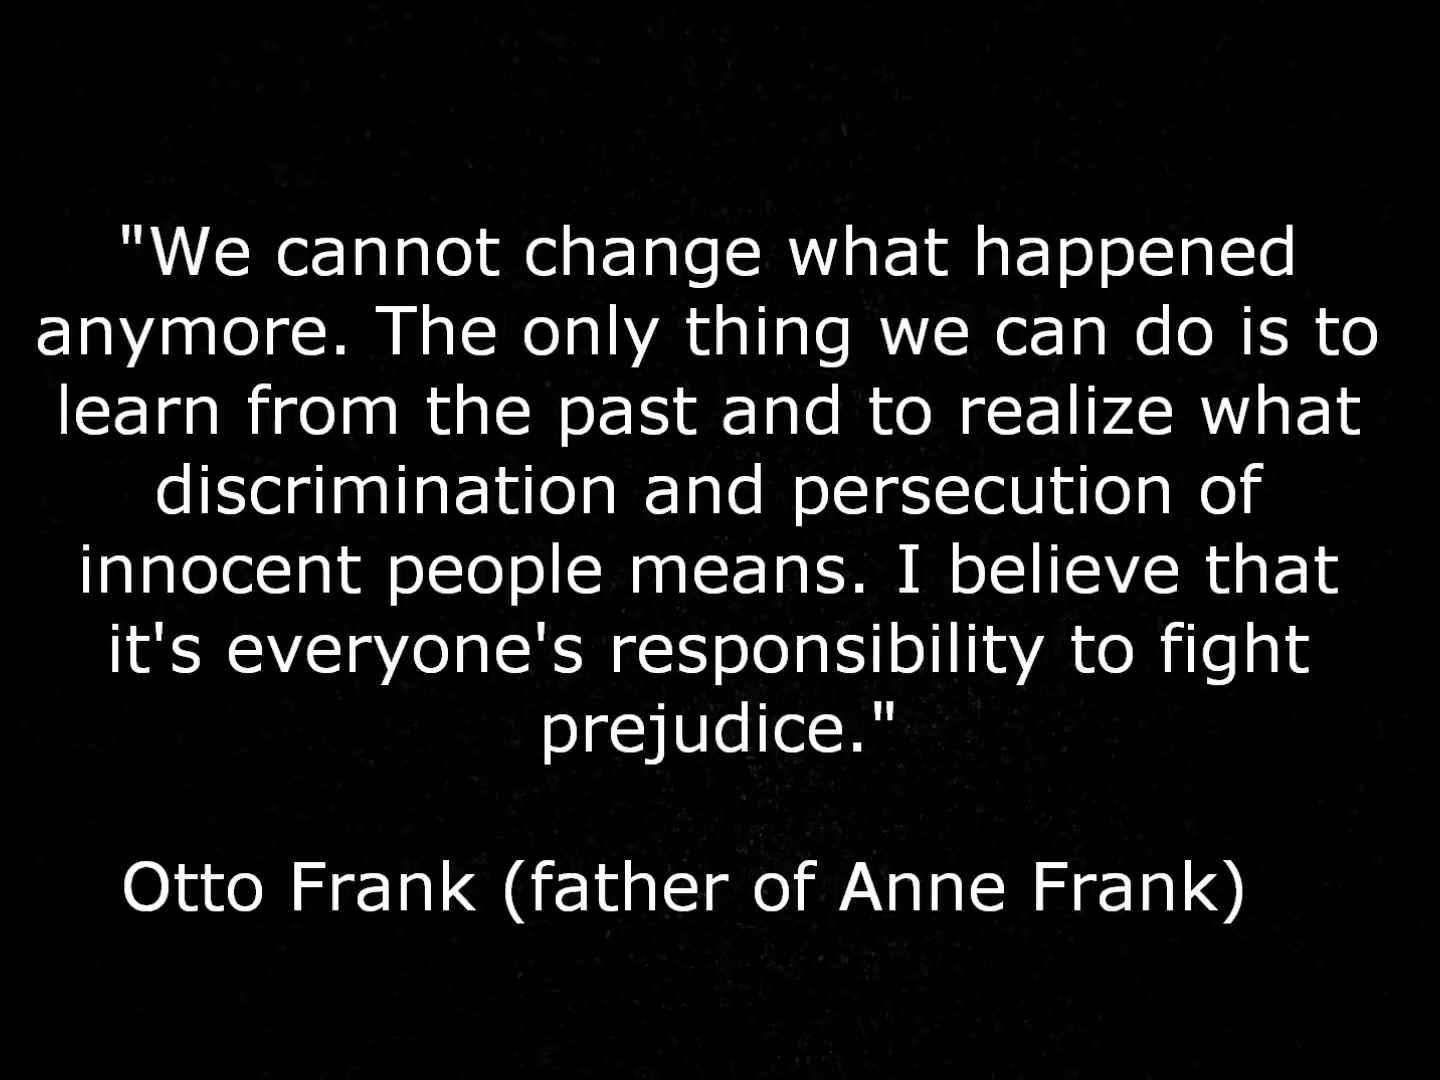 "We cannot change what happened
anymore. The only thing we can do is to
learn from the past and to realize what
discrimination and persecution of
innocent people means. I believe that
it's everyone's responsibility to fight
prejudice."
Otto Frank (father of Anne Frank)